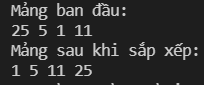 Mảng ban đầu:
25 5 1 11
Mảng sau khi sắp xếp:
1 5 11 25